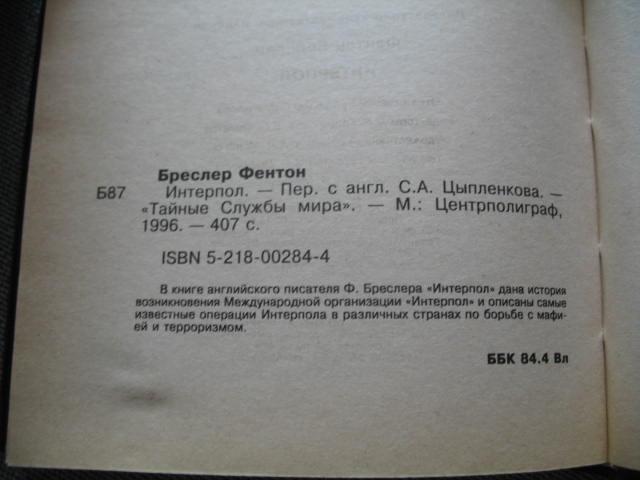 Бреслер Фентон
Б87 Интерпол. — Пер. с англ. С.А. Цыпленкова. —
«Тайные Службы мира». — М.: Центрполиграф,
1996. — 407 с.
ISBN 5-218-00284-4
В книге английского писателя Ф. Бреслера «Интерпол» дана история
возникновения Международной организации «Интерпол» и описаны самые
известные операции Интерпола в различных странах по борьбе с мафи-
ей и терроризмом.
ББК 84.4 Вл